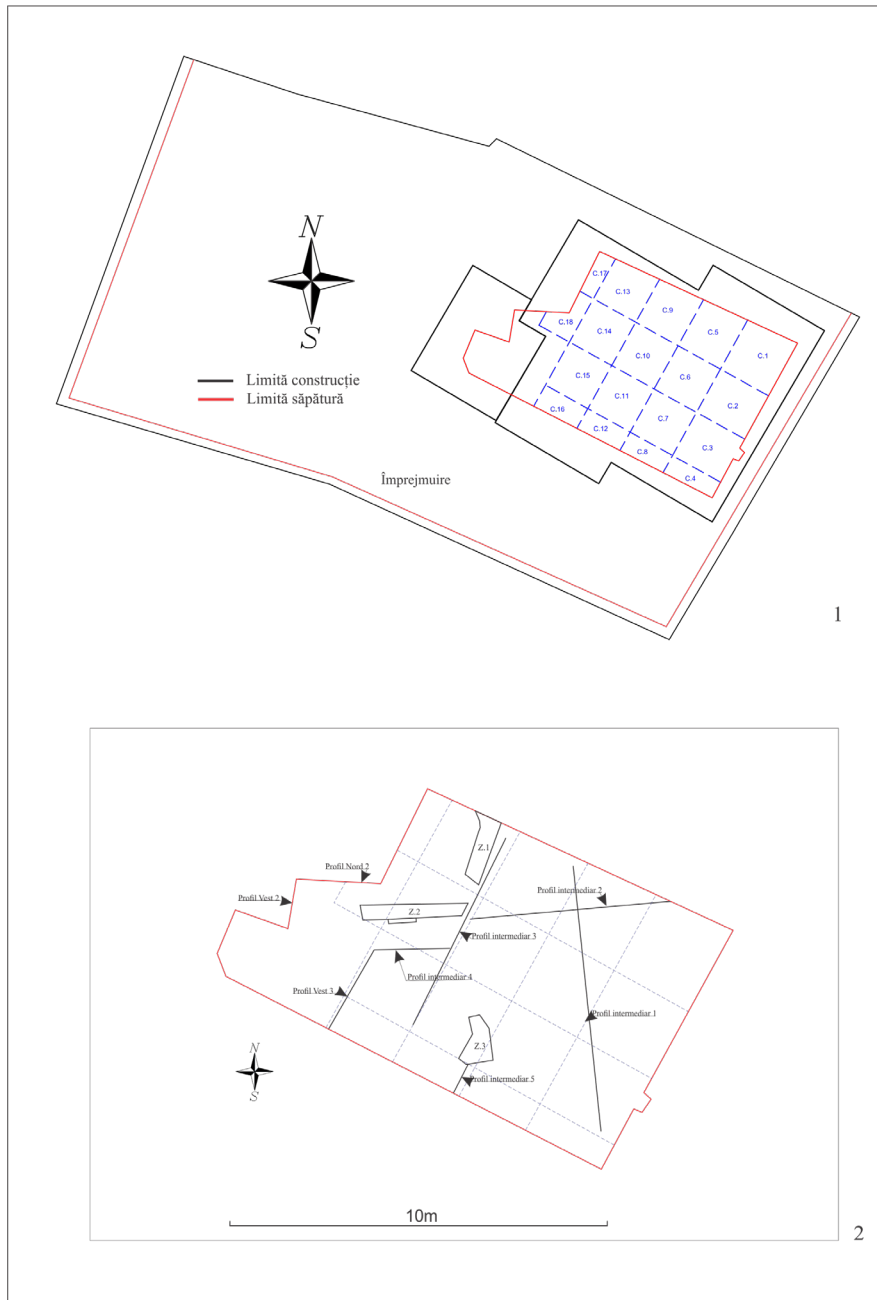 N
S
Limită construcție
Limită săpătură
C.17
C.13
C.9
C.5
C.1
C.18
C.14
C.10
C.6
C.2
C.15
C.11
C.7
C.3
C.16
C.12
C.8
C.4
Împrejmuire
1
Z.1
Profil.Nord.2
Profil.Vest.2
Profil.intermediar.2
Z.2
Profil.intermediar.3
Profil.intermediar.4
Profil.Vest.3
Profil.intermediar.1
Z.3
Profil.intermediar.5
N
S
10m
2